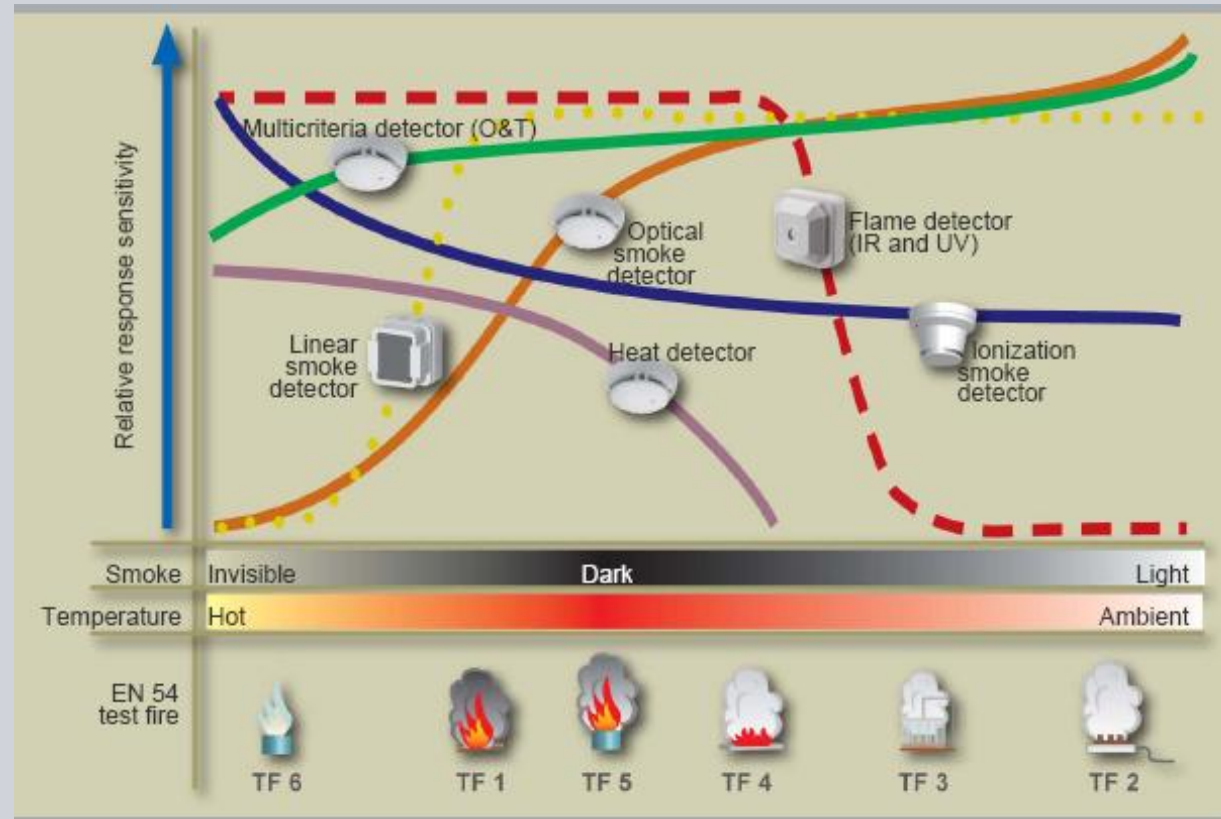 Relative response sensitivity
Multicriteria detector (O&T)
Optical
smoke
detector
Flame detector
(IR and UV)
Linear
smoke
detector
Heat detector
Ionization
smoke
detector
Smoke Invisible Dark Light
Temperature Hot Ambient
EN 54
test fire
TF 6 TF 1 TF 5 TF 4 TF 3 TF 2